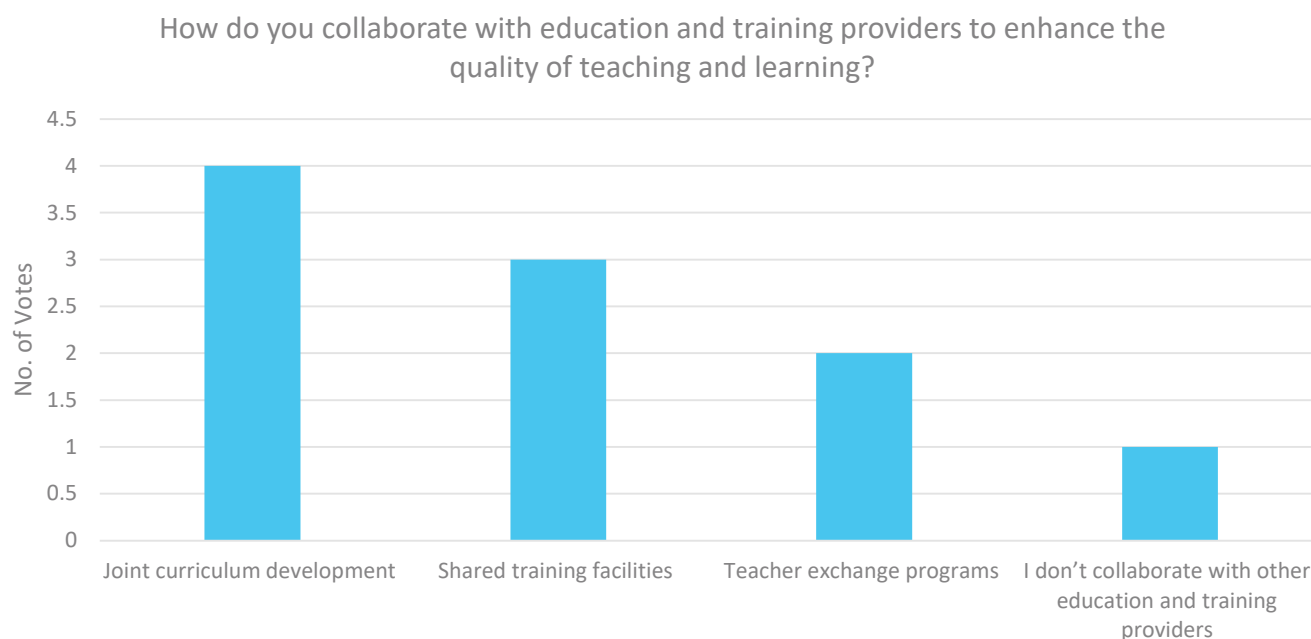 How do you collaborate with education and training providers to enhance the
quality of teaching and learning?
4.5
4
3.5
3
2.5
2
1.5
1
0.5
0
No. of Votes
Joint curriculum development
Shared training facilities
Teacher exchange programs
I don’t collaborate with other
education and training
providers